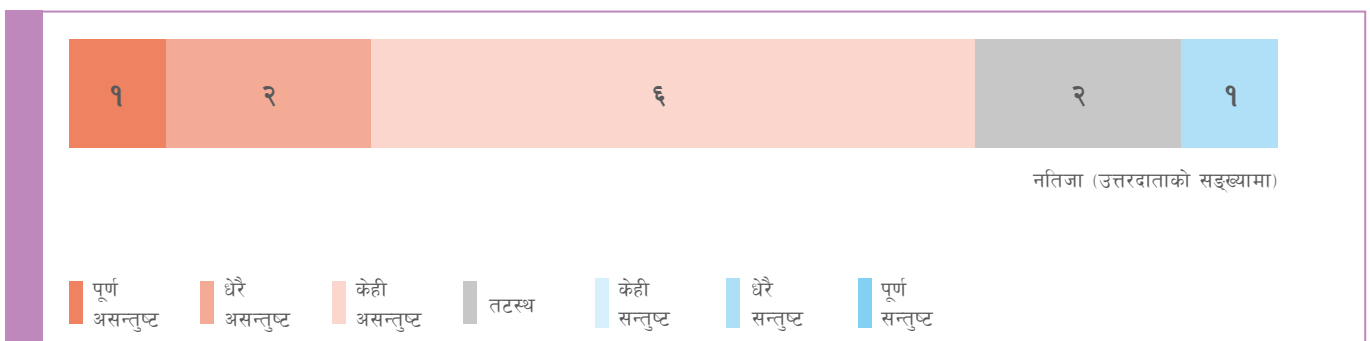 १ २ ६ २ १
नतिजा (उत्तरदाताको सङ्ख्यामा)
पूर्ण असन्तुष्ट
धेरै असन्तुष्ट
केही असन्तुष्ट
तटस्थ
केही सन्तुष्ट
धेरै सन्तुष्ट
पूर्ण सन्तुष्ट